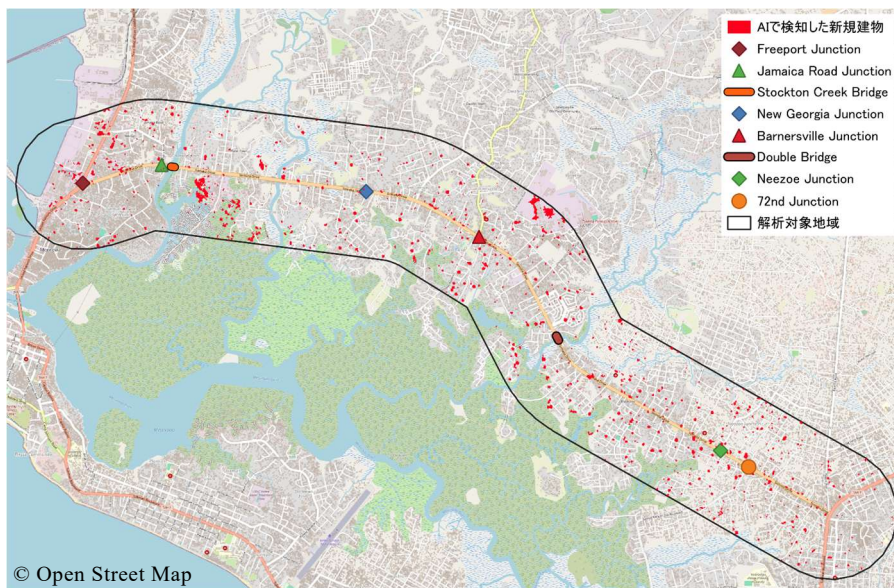 AIで検知した新規建物
Freeport Junction
Jamaica Road Junction
Stockton Creek Bridge
New Georgia Junction
Barnersville Junction
Double Bridge
Neezoe Junction
72nd Junction
解析対象地域
© Open Street Map